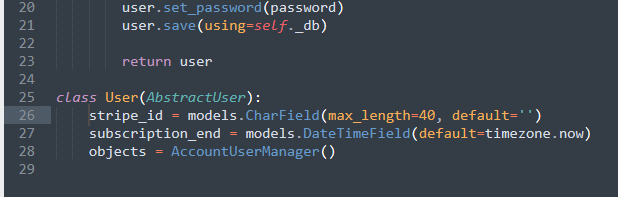 20 user.set_password(password)
21 user.save(using=self._db)
22
23 return user
24
25 class User(AbstractUser):
26 stripe_id = models.CharField(max_length=40, default='')
27 subscription_end = models.DateTimeField(default=timezone.now)
28 objects = AccountUserManager()
29